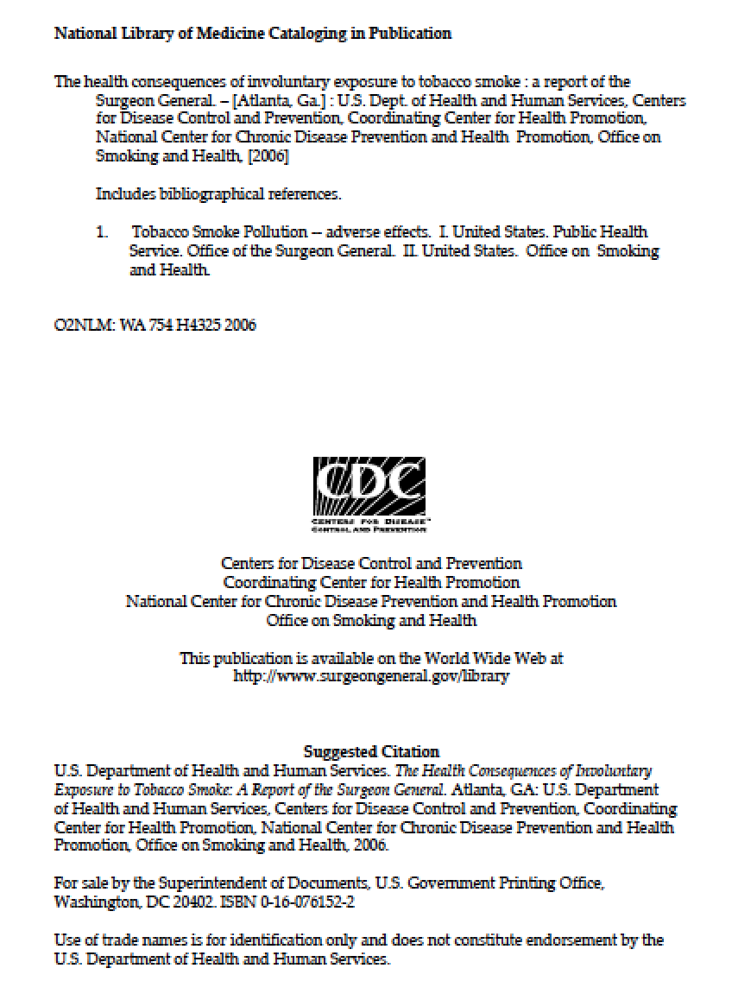 National Library of Medicine Cataloging in Publication
The health consequences of involuntary exposure to tobacco smoke : a report of the
Surgeon General. – [Atlanta, Ga.] : U.S. Dept. of Health and Human Services, Centers
for Disease Control and Prevention, Coordinating Center for Health Promotion,
National Center for Chronic Disease Prevention and Health Promotion, Office on
Smoking and Health, [2006]
Includes bibliographical references.
1. Tobacco Smoke Pollution — adverse effects. I. United States. Public Health
Service. Office of the Surgeon General. II. United States. Office on Smoking
and Health.
O2NLM: WA 754 H4325 2006
CDC
CENTERS FOR DISEASE™
CONTROL AND PREVENTION
Centers for Disease Control and Prevention
Coordinating Center for Health Promotion
National Center for Chronic Disease Prevention and Health Promotion
Office on Smoking and Health
This publication is available on the World Wide Web at
http://www.surgeongeneral.gov/library
Suggested Citation
U.S. Department of Health and Human Services. The Health Consequences of Involuntary
Exposure to Tobacco Smoke: A Report of the Surgeon General. Atlanta, GA: U.S. Department
of Health and Human Services, Centers for Disease Control and Prevention, Coordinating
Center for Health Promotion, National Center for Chronic Disease Prevention and Health
Promotion, Office on Smoking and Health, 2006.
For sale by the Superintendent of Documents, U.S. Government Printing Office,
Washington, DC 20402. ISBN 0-16-076152-2
Use of trade names is for identification only and does not constitute endorsement by the
U.S. Department of Health and Human Services.